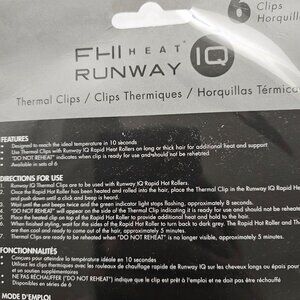 6 Clips
Horquill
FHI HEAT
RUNWAY IQ
Thermal Clips / Clips Thermiques / Horquillas Térmica
FEATURES
• Designed to reach the ideal temperature in 10 seconds
• Use Thermal Clips with Runway IQ Rapid Heat Rollers on long or thick hair for additional heat and support
• "DO NOT REHEAT" indicates when clip is ready for use and should not be reheated.
• Available in sets of 6
DIRECTIONS FOR USE
1. Runway IQ Thermal Clips are to be used with Runway IQ Rapid Hot Rollers.
2. Once the Rapid Hot Roller has been heated and rolled into the hair, place the Thermal Clip in the Runway IQ Rapid H
and push down until a click and beep is heard.
3. Wait until the unit beeps twice and the green indicator light stops flashing, approximately 8 seconds.
4. "DO NOT REHEAT" will appear on the side of the Thermal Clip indicating it is ready for use and should not be rehe
5. Place the heated clip on top of the Rapid Hot Roller to provide additional heat and hold to the hair.
6. When finished styling, wait for the sides of the Rapid Hot Roller to turn back to dark grey. The Rapid Hot Roller and Th
are then cool and ready to come out of the hair, approximately 5 minutes.
7. Thermal Clips are ready to be reheated when "DO NOT REHEAT" is no longer visible, approximately 5 minutes.
FONCTIONNALITÉS
• Conçues pour atteindre la température idéale en 10 secondes
• Utilisez les clips thermiques avec les rouleaux de chauffage rapide de Runway IQ sur les cheveux longs ou épais pour
et un soutien supplémentaires
• « NE PAS RÉCHAUFFER » (DO NOT REHEAT) indique que le clip est prêt à l'emploi et ne doit pas être réchauffé
• Disponible en séries de 6
MODE D'EMPLOI